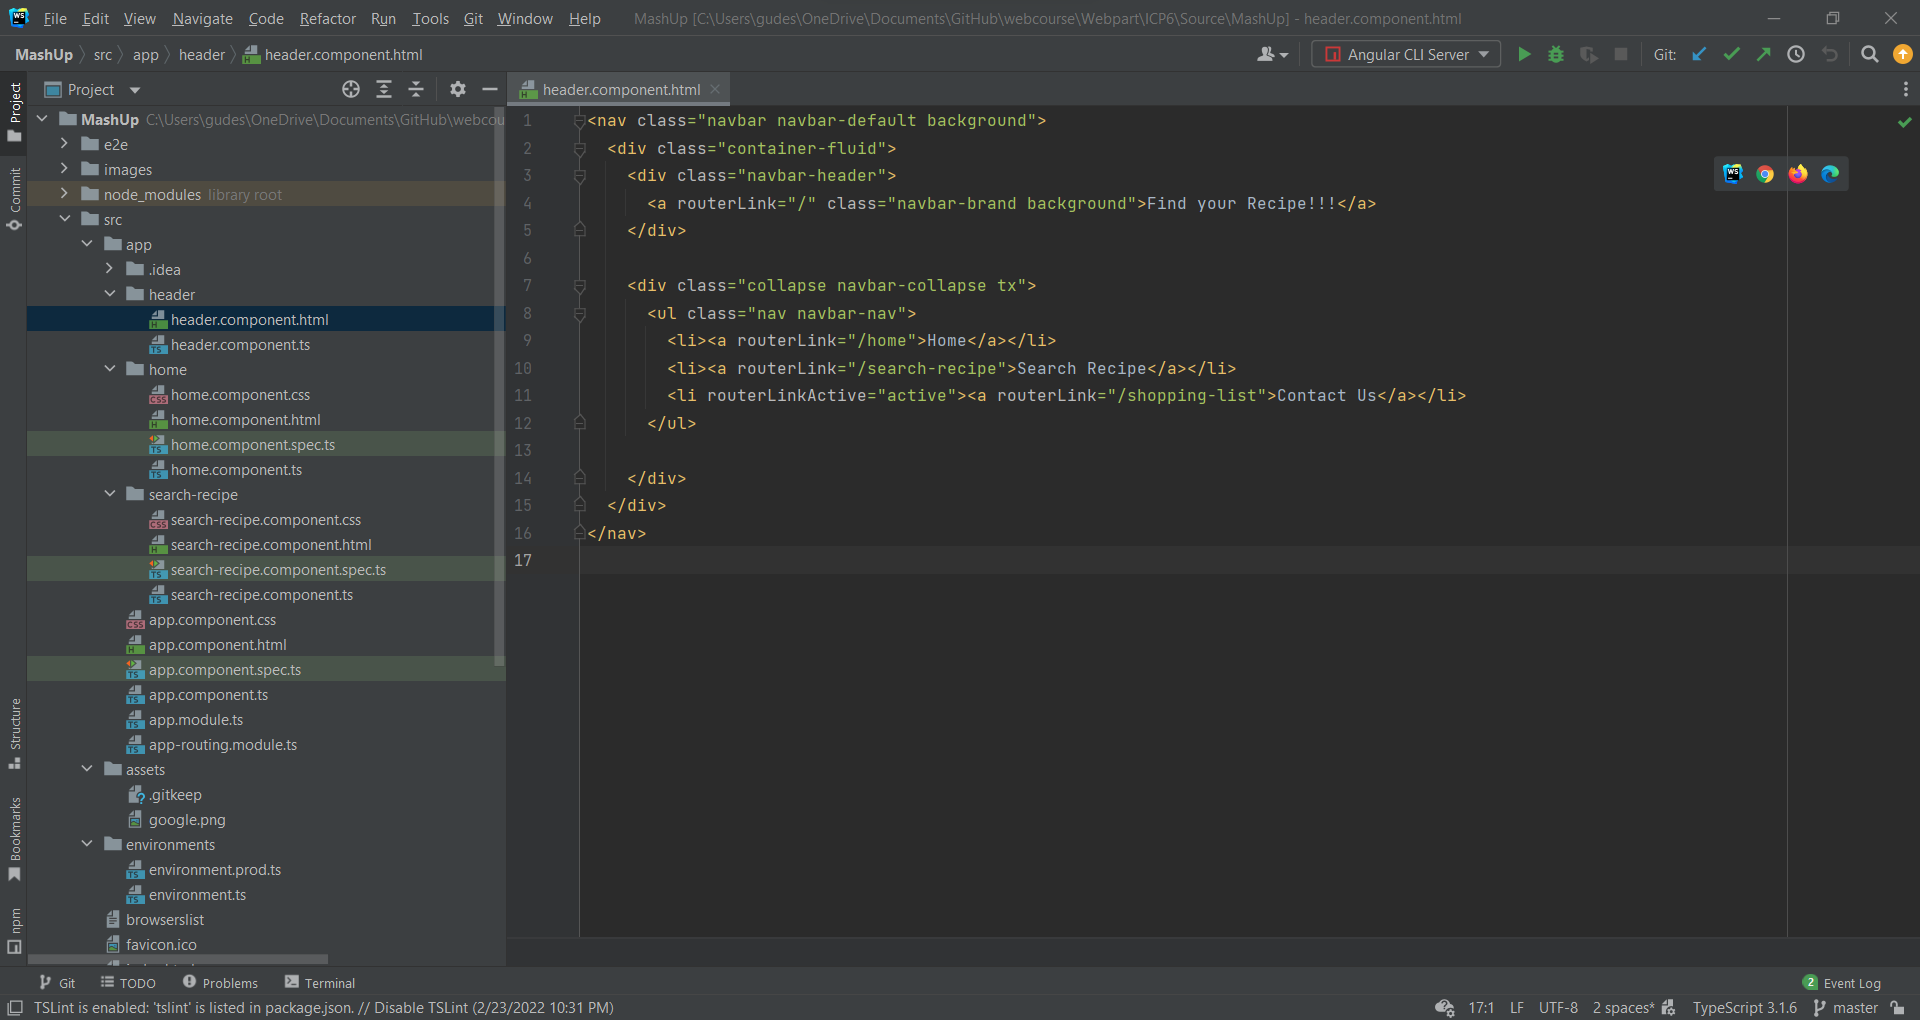 File Edit View Navigate Code Refactor Run Tools Git Window Help MashUp [C:\Users\gudes\OneDrive\Documents\GitHub\webcourse\Webpart\ICP6\Source\MashUp] - header.component.html
MashUp src app header header.component.html Angular CLI Server Git:
Project header.component.html
Project
Commit
Structure
Bookmarks
npm
MashUp C:\Users\gudes\OneDrive\Documents\GitHub\webcou
e2e
images
node_modules library root
src
app
.idea
header
header.component.html
header.component.ts
home
home.component.css
home.component.html
home.component.spec.ts
home.component.ts
search-recipe
search-recipe.component.css
search-recipe.component.html
search-recipe.component.spec.ts
search-recipe.component.ts
app.component.css
app.component.html
app.component.spec.ts
app.component.ts
app.module.ts
app-routing.module.ts
assets
.gitkeep
google.png
environments
environment.prod.ts
environment.ts
browserslist
favicon.ico
1 <nav class="navbar navbar-default background">
2 <div class="container-fluid">
3 <div class="navbar-header">
4 <a routerLink="/" class="navbar-brand background">Find your Recipe!!!</a>
5 </div>
6
7 <div class="collapse navbar-collapse tx">
8 <ul class="nav navbar-nav">
9 <li><a routerLink="/home">Home</a></li>
10 <li><a routerLink="/search-recipe">Search Recipe</a></li>
11 <li routerLinkActive="active"><a routerLink="/shopping-list">Contact Us</a></li>
12 </ul>
13
14 </div>
15 </div>
16 </nav>
17
Git TODO Problems Terminal 2 Event Log
TSLint is enabled: 'tslint' is listed in package.json. // Disable TSLint (2/23/2022 10:31 PM) 17:1 LF UTF-8 2 spaces* TypeScript 3.1.6 master